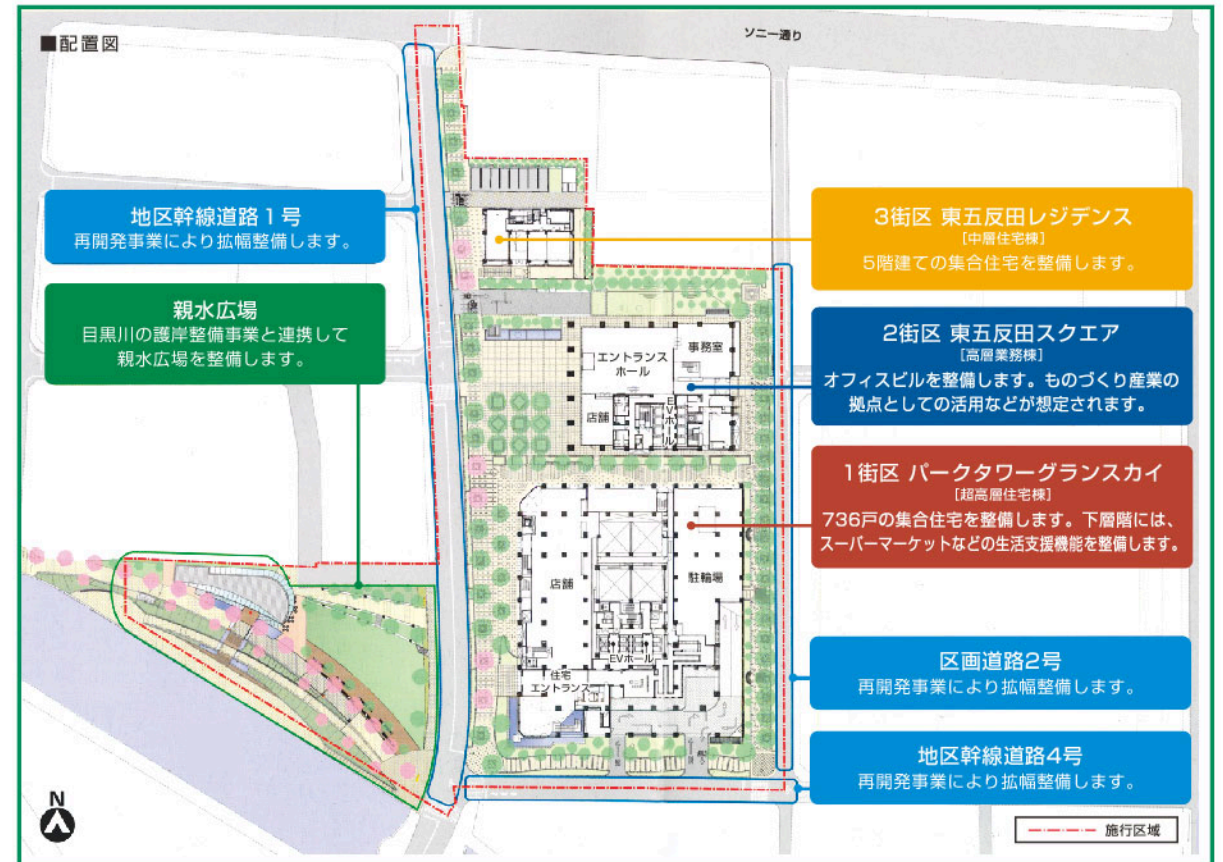 ■配置図
ソニー通り
地区幹線道路1号
再開発事業により拡幅整備します。
親水広場
目黒川の護岸整備事業と連携して
親水広場を整備します。
3街区 東五反田レジデンス
[中層住宅棟]
5階建ての集合住宅を整備します。
2街区 東五反田スクエア
[高層業務棟]
オフィスビルを整備します。ものづくり産業の
拠点としての活用などが想定されます。
1街区 パークタワーグランスカイ
[超高層住宅棟]
736戸の集合住宅を整備します。下層階には、
スーパーマーケットなどの生活支援機能を整備します。
区画道路2号
再開発事業により拡幅整備します。
地区幹線道路4号
再開発事業により拡幅整備します。
エントランス
ホール
事務室
店舗
EVホール
店舗
駐輪場
EVホール
住宅
エントランス
N
施行区域